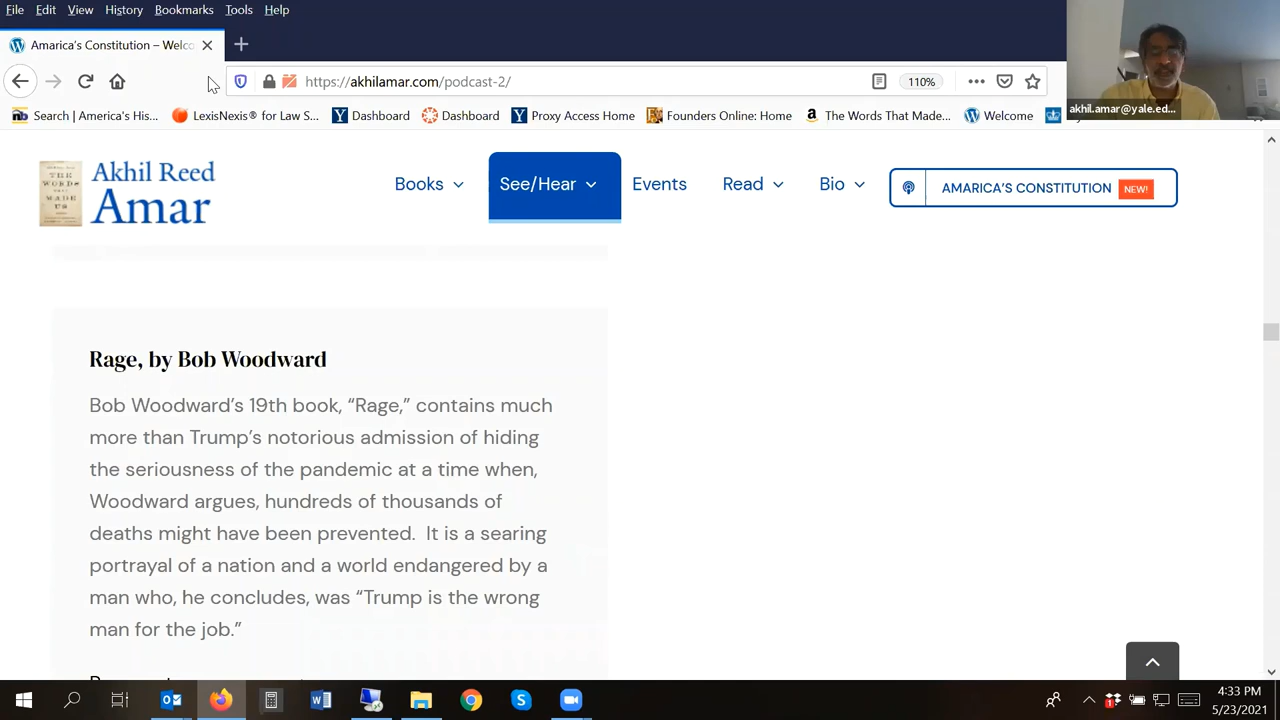 File Edit View History Bookmarks Tools Help
Amarica's Constitution – Welco
https://akhilamar.com/podcast-2/
110%
akhil.amar@yale.ed...
Search | America's His...
LexisNexis® for Law S...
Dashboard
Dashboard
Proxy Access Home
Founders Online: Home
The Words That Made...
Welcome
THE WORDS THAT MADE US
Akhil Reed
Amar
Books
See/Hear
Events
Read
Bio
AMARICA'S CONSTITUTION NEW!
Rage, by Bob Woodward
Bob Woodward's 19th book, “Rage,” contains much
more than Trump's notorious admission of hiding
the seriousness of the pandemic at a time when,
Woodward argues, hundreds of thousands of
deaths might have been prevented.  It is a searing
portrayal of a nation and a world endangered by a
man who, he concludes, was “Trump is the wrong
man for the job.”
4:33 PM
5/23/2021